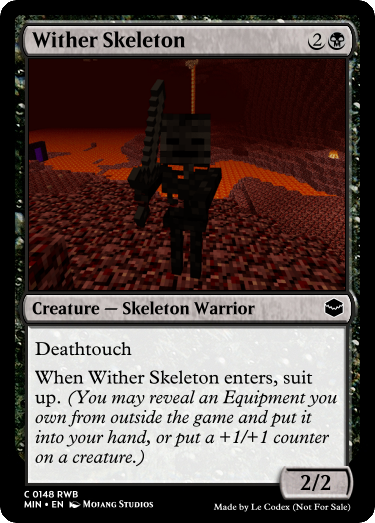 Wither Skeleton 2
Creature — Skeleton Warrior
Deathtouch
When Wither Skeleton enters, suit
up. (You may reveal an Equipment you
own from outside the game and put it
into your hand, or put a +1/+1 counter
on a creature.)
2/2
C 0148 RWB
MIN • EN Mojang Studios
Made by Le Codex (Not For Sale)